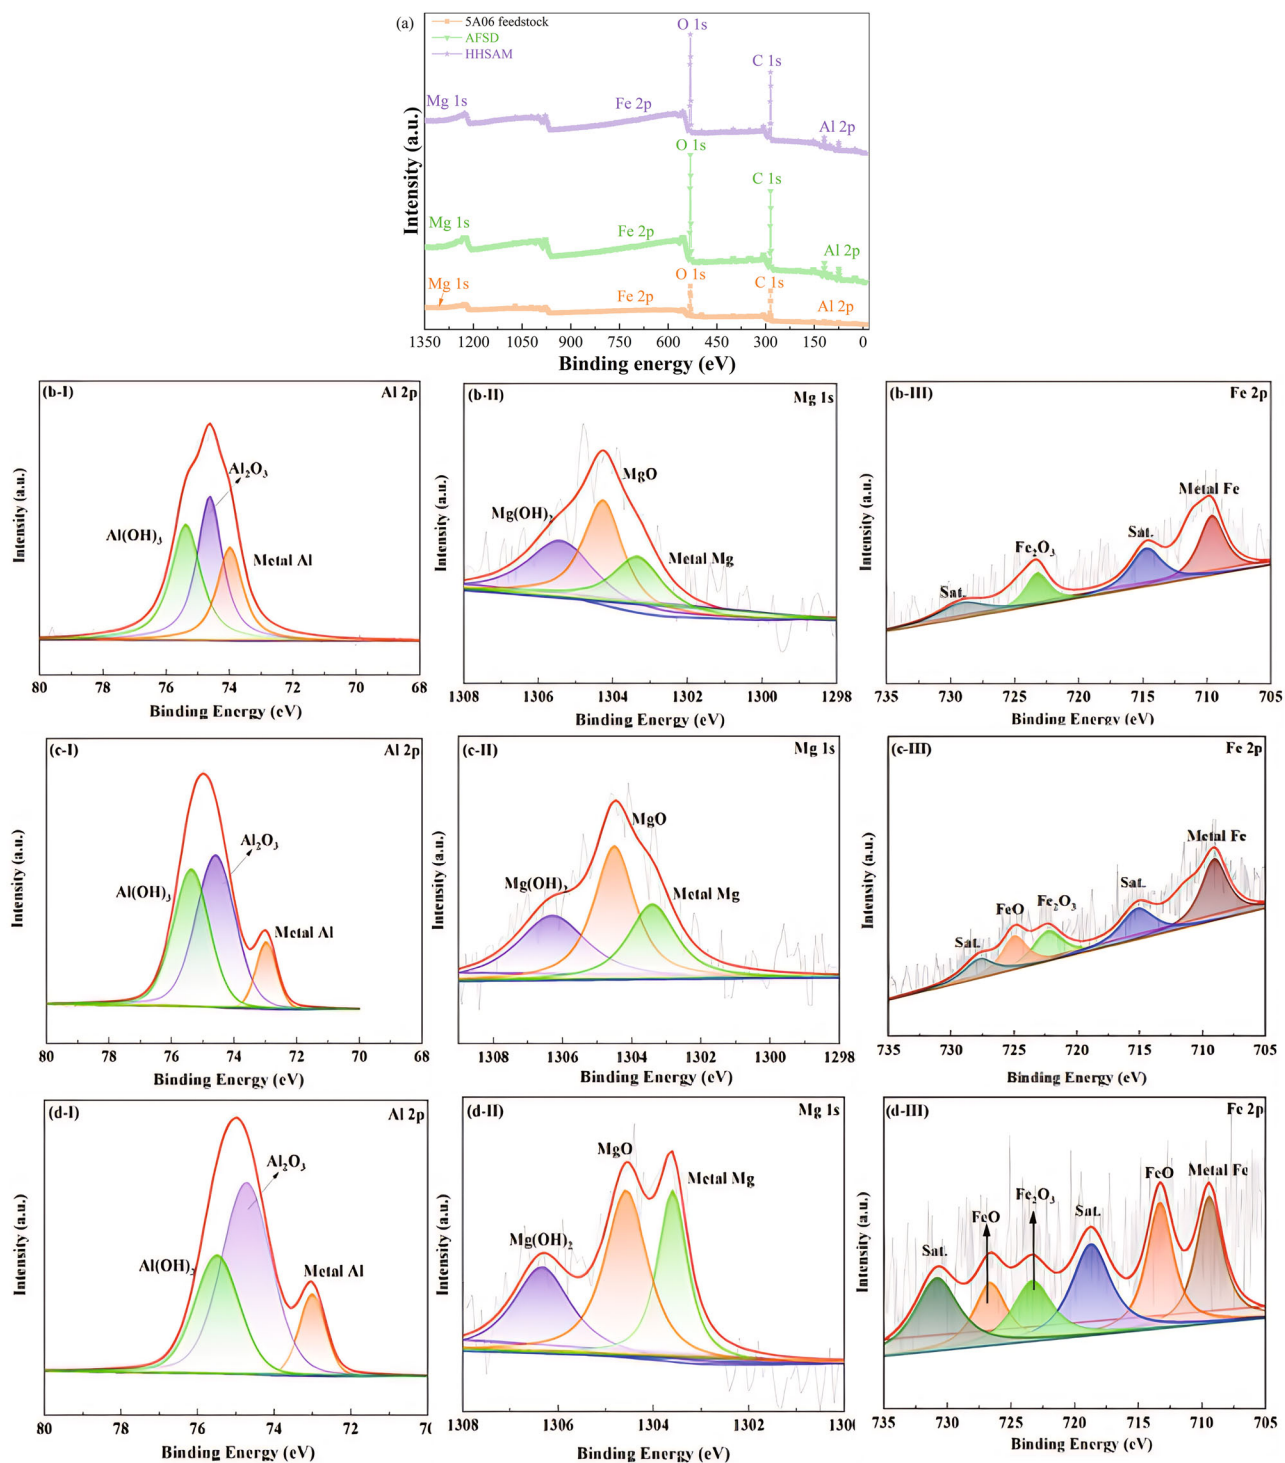 (a)
5A06 feedstock
AFSD
HHSAM
O 1s
C 1s
Mg 1s
Fe 2p
Al 2p
O 1s
C 1s
Mg 1s
Fe 2p
Al 2p
O 1s
C 1s
Mg 1s
Fe 2p
Al 2p
Intensity (a.u.)
1350 1200 1050 900 750 600 450 300 150 0
Binding energy (eV)
(b-I) Al 2p
Al₂O₃
Al(OH)₃
Metal Al
Intensity (a.u.)
80 78 76 74 72 70 68
Binding Energy (eV)
(b-II) Mg 1s
MgO
Mg(OH)₂
Metal Mg
Intensity (a.u.)
1308 1306 1304 1302 1300 1298
Binding Energy (eV)
(b-III) Fe 2p
Metal Fe
Sat.
Fe₂O₃
Sat.
Intensity (a.u.)
735 730 725 720 715 710 705
Binding Energy (eV)
(c-I) Al 2p
Al₂O₃
Al(OH)₃
Metal Al
Intensity (a.u.)
80 78 76 74 72 70 68
Binding Energy (eV)
(c-II) Mg 1s
MgO
Mg(OH)₂
Metal Mg
Intensity (a.u.)
1308 1306 1304 1302 1300 1298
Binding Energy (eV)
(c-III) Fe 2p
Metal Fe
Sat.
FeO
Fe₂O₃
Sat.
Intensity (a.u.)
735 730 725 720 715 710 705
Binding Energy (eV)
(d-I) Al 2p
Al₂O₃
Al(OH)₂
Metal Al
Intensity (a.u.)
80 78 76 74 72 70
Binding Energy (eV)
(d-II) Mg 1s
MgO
Metal Mg
Mg(OH)₂
Intensity (a.u.)
1308 1306 1304 1302 130
Binding Energy (eV)
(d-III) Fe 2p
FeO
Metal Fe
Fe₂O₃
Sat.
FeO
Sat.
Intensity (a.u.)
735 730 725 720 715 710 705
Binding Energy (eV)